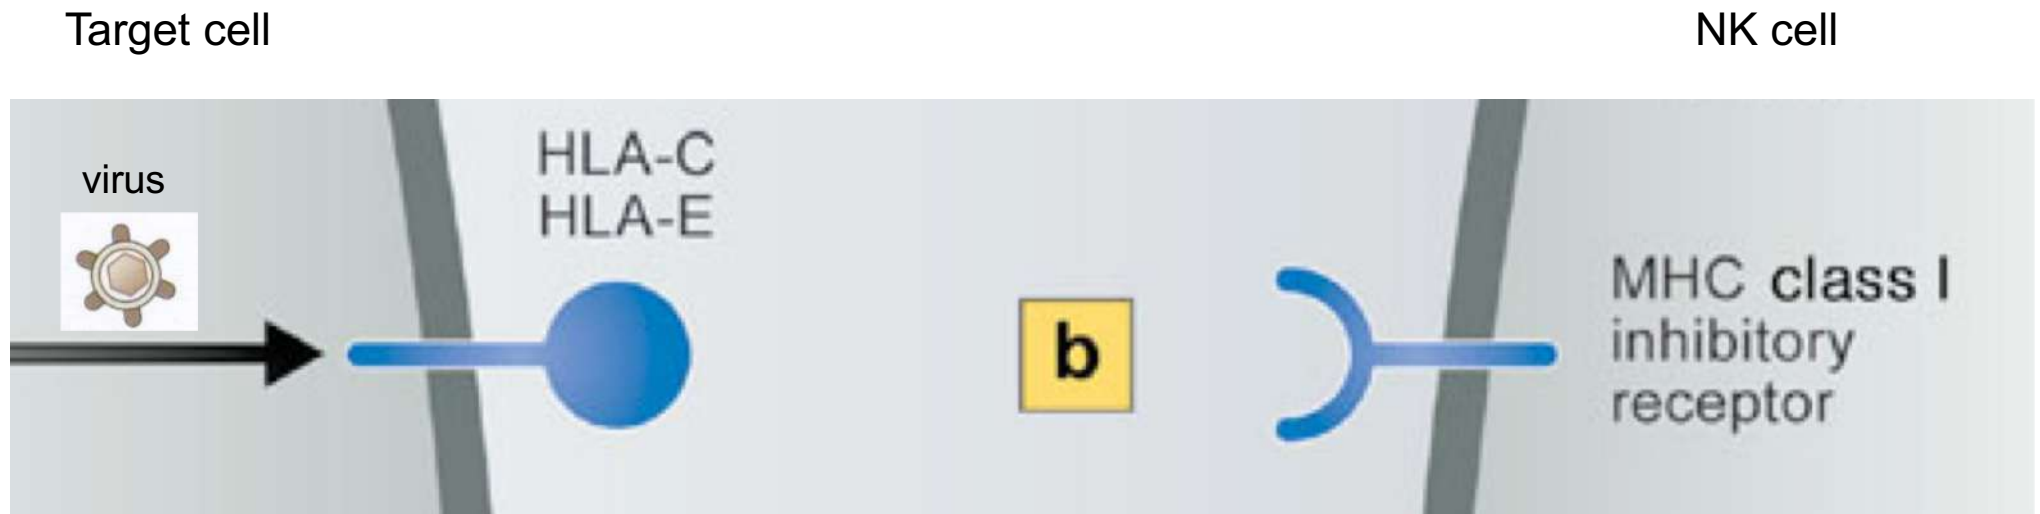 Target cell
NK cell
virus
HLA-C
HLA-E
b
MHC class I
inhibitory
receptor